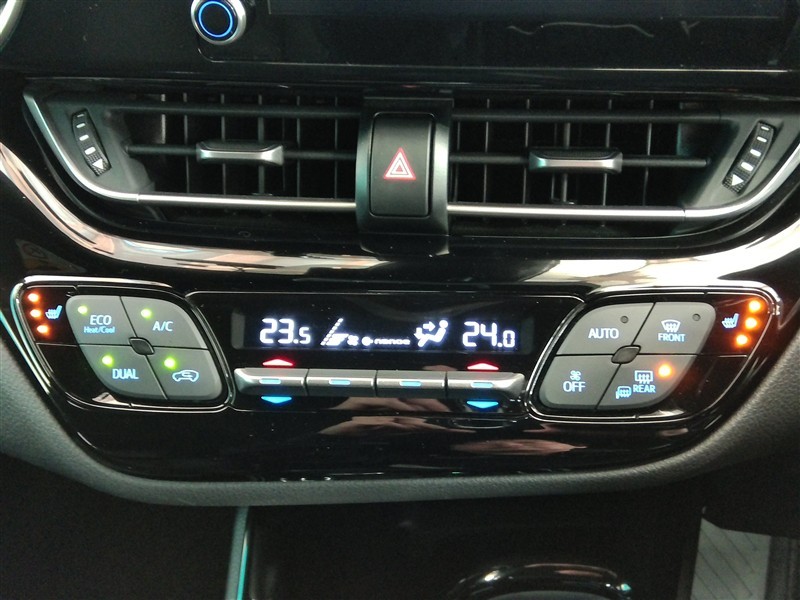 ECO
Heat/Cool
A/C
DUAL
23.5
nanoe
24.0
AUTO
FRONT
OFF
REAR